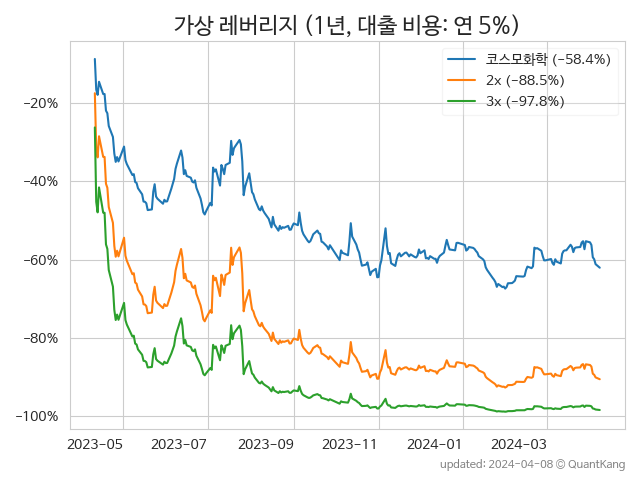 가상 레버리지 (1년, 대출 비용: 연 5%)
코스모화학 (−58.4%)
2x (−88.5%)
3x (−97.8%)
−20%
−40%
−60%
−80%
−100%
2023-05 2023-07 2023-09 2023-11 2024-01 2024-03
updated: 2024-04-08 © QuantKang